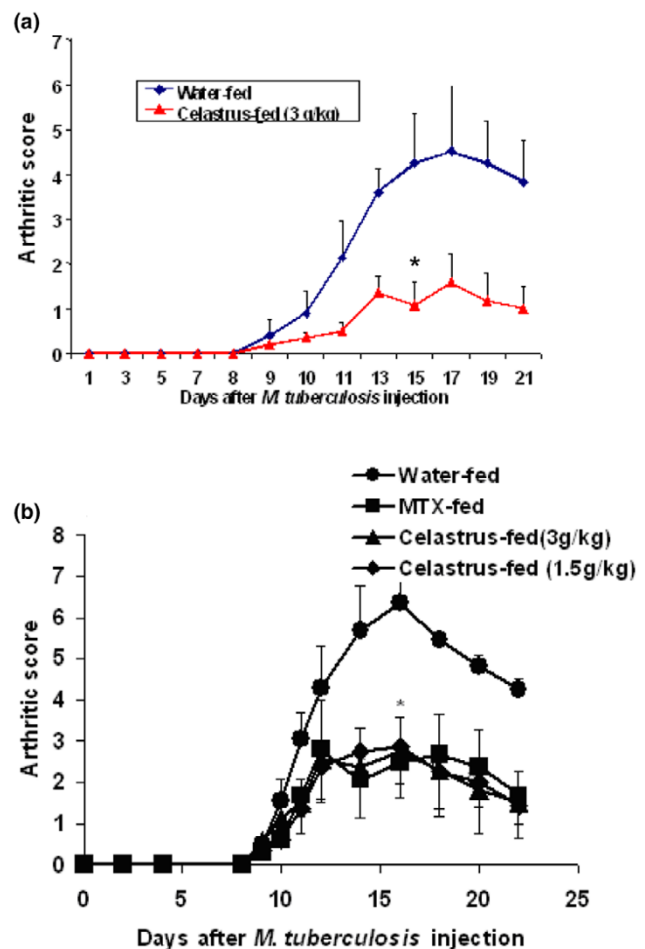 (a)
7
6
5
4
3
2
1
0
Arthritic score
Water-fed
Celastrus-fed (3 g/kg)
*
1 3 5 7 8 9 10 11 13 15 17 19 21
Days after M. tuberculosis injection
(b)
Water-fed
MTX-fed
Celastrus-fed(3g/kg)
Celastrus-fed (1.5g/kg)
8
7
6
5
4
3
2
1
0
Arthritic score
*
0 5 10 15 20 25
Days after M. tuberculosis injection